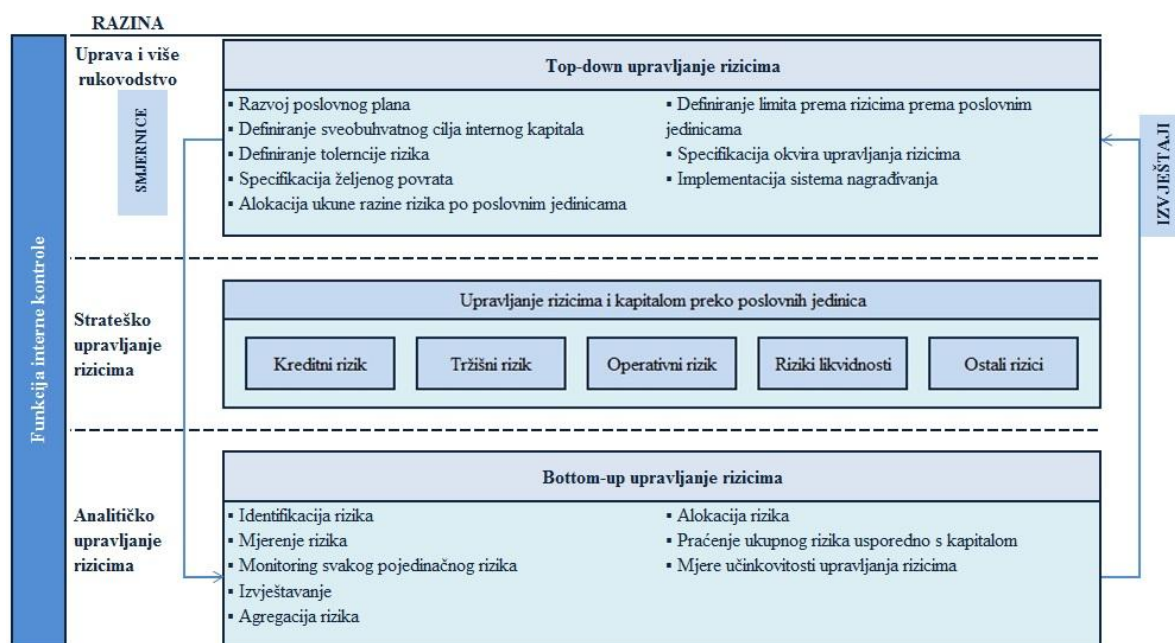 RAZINA
Funkcija interne kontrole
Uprava i više
rukovodstvo
SMJERNICE
Top-down upravljanje rizicima
▪ Razvoj poslovnog plana
▪ Definiranje sveobuhvatnog cilja internog kapitala
▪ Definiranje tolerncije rizika
▪ Specifikacija željenog povrata
▪ Alokacija ukune razine rizika po poslovnim jedinicama
▪ Definiranje limita prema rizicima prema poslovnim
jedinicama
▪ Specifikacija okvira upravljanja rizicima
▪ Implementacija sistema nagrađivanja
IZVJEŠTAJI
Strateško
upravljanje
rizicima
Upravljanje rizicima i kapitalom preko poslovnih jedinica
Kreditni rizik
Tržišni rizik
Operativni rizik
Riziki likvidnosti
Ostali rizici
Analitičko
upravljanje
rizicima
Bottom-up upravljanje rizicima
▪ Identifikacija rizika
▪ Mjerenje rizika
▪ Monitoring svakog pojedinačnog rizika
▪ Izvještavanje
▪ Agregacija rizika
▪ Alokacija rizika
▪ Praćenje ukupnog rizika usporedno s kapitalom
▪ Mjere učinkovitosti upravljanja rizicima